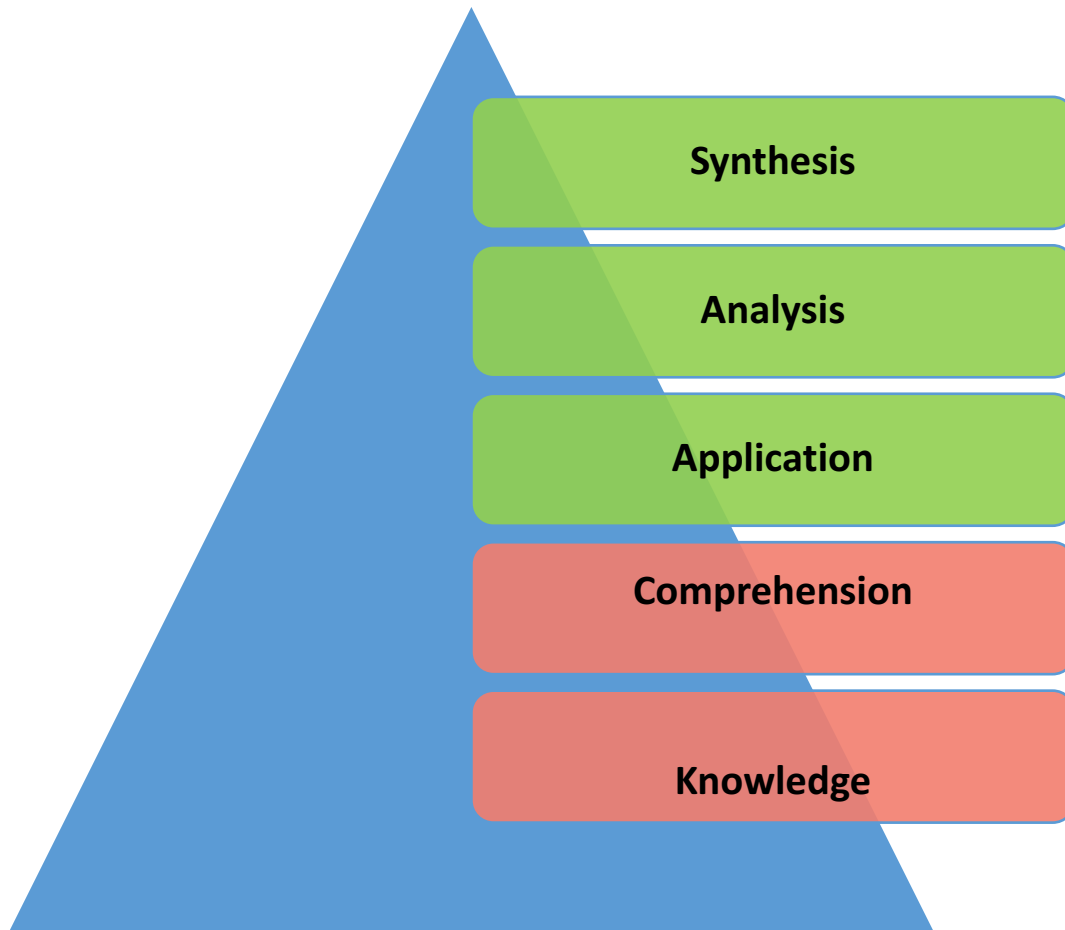 Synthesis
Analysis
Application
Comprehension
Knowledge